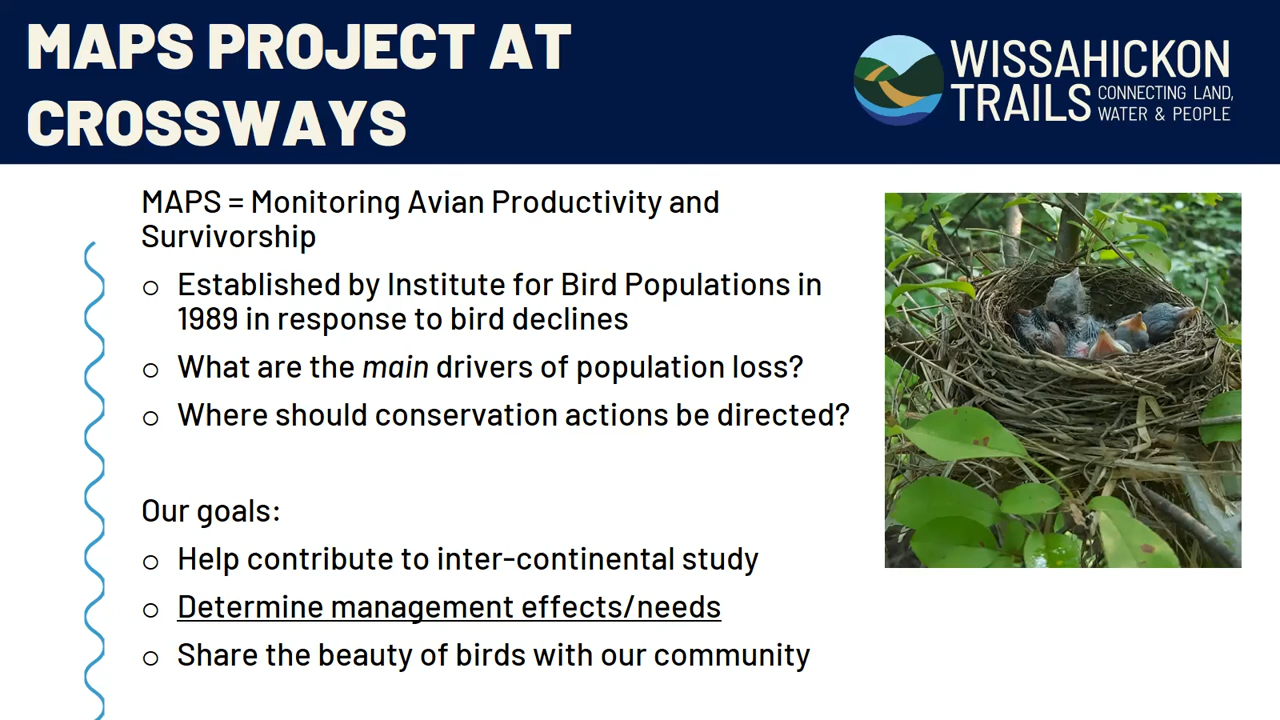 MAPS PROJECT AT
CROSSWAYS
WISSAHICKON
TRAILS CONNECTING LAND,
WATER & PEOPLE
MAPS = Monitoring Avian Productivity and
Survivorship
o Established by Institute for Bird Populations in
1989 in response to bird declines
o What are the main drivers of population loss?
o Where should conservation actions be directed?
Our goals:
o Help contribute to inter-continental study
o Determine management effects/needs
o Share the beauty of birds with our community